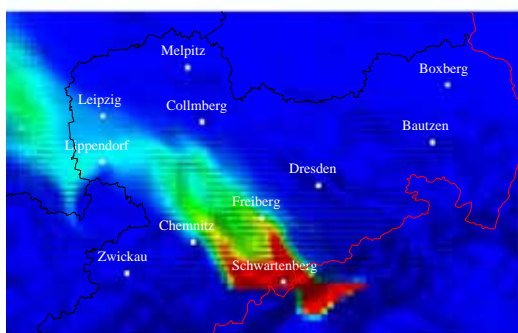 Melpitz
Boxberg
Leipzig
Collmberg
Bautzen
Lippendorf
Dresden
Freiberg
Chemnitz
Zwickau
Schwartenberg